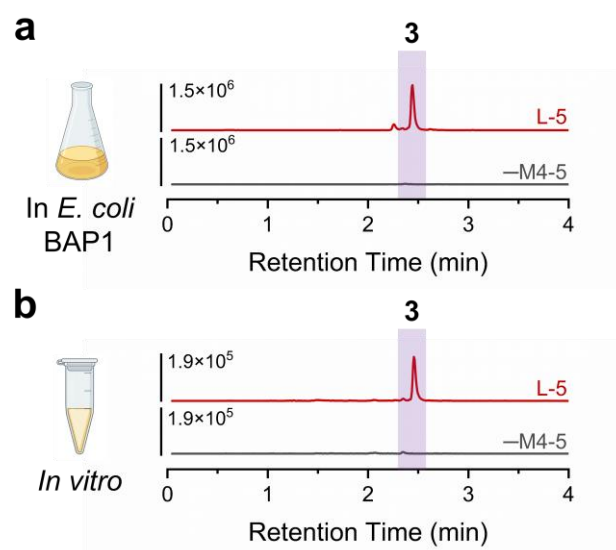 a
3
1.5×10⁶
L-5
1.5×10⁶
—M4-5
In E. coli
BAP1
0 1 2 3 4
Retention Time (min)
b
3
1.9×10⁵
L-5
1.9×10⁵
—M4-5
In vitro
0 1 2 3 4
Retention Time (min)